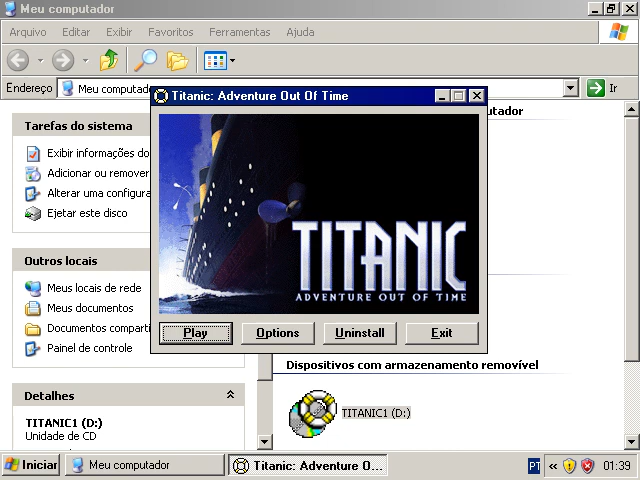 Meu computador
Arquivo Editar Exibir Favoritos Ferramentas Ajuda
Endereço Meu computad Ir
Titanic: Adventure Out Of Time
utador
Tarefas do sistema
Exibir informações do
Adicionar ou remover
Alterar uma configura
Ejetar este disco
TITANIC
ADVENTURE OUT OF TIME
Outros locais
Meus locais de rede
Meus documentos
Documentos comparti
Painel de controle
Play Options Uninstall Exit
Dispositivos com armazenamento removível
Detalhes
TITANIC1 (D:)
Unidade de CD
TITANIC1 (D:)
Iniciar Meu computador Titanic: Adventure O... PT « 01:39